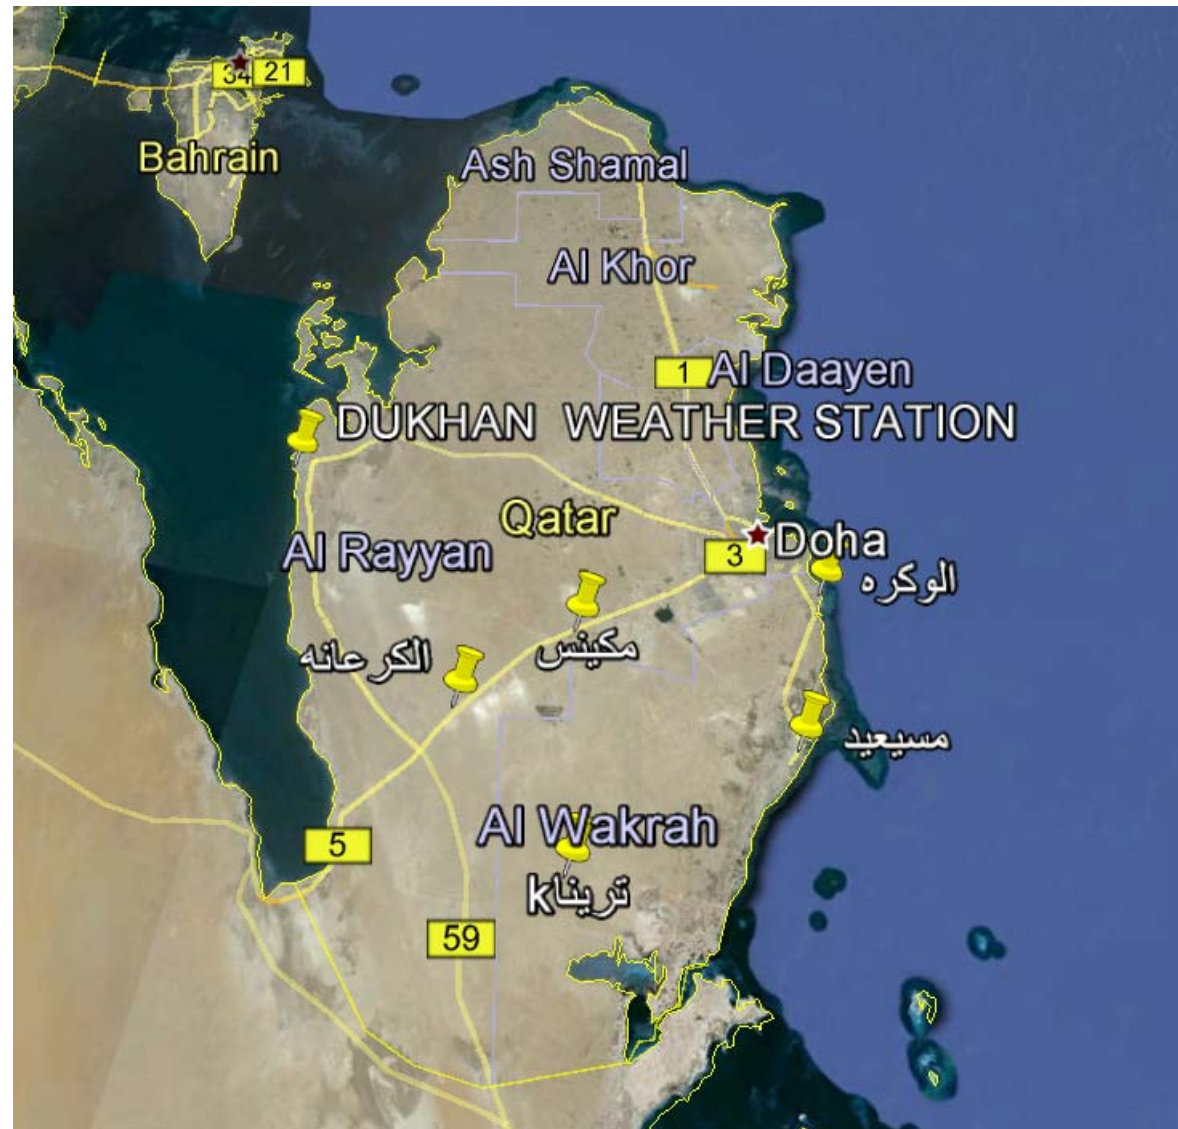 34 21
Bahrain
Ash Shamal
Al Khor
1 Al Daayen
DUKHAN WEATHER STATION
Qatar
Al Rayyan
3 Doha
الوكره
مكينس
الكرعانه
مسيعيد
Al Wakrah
5
تريناk
59